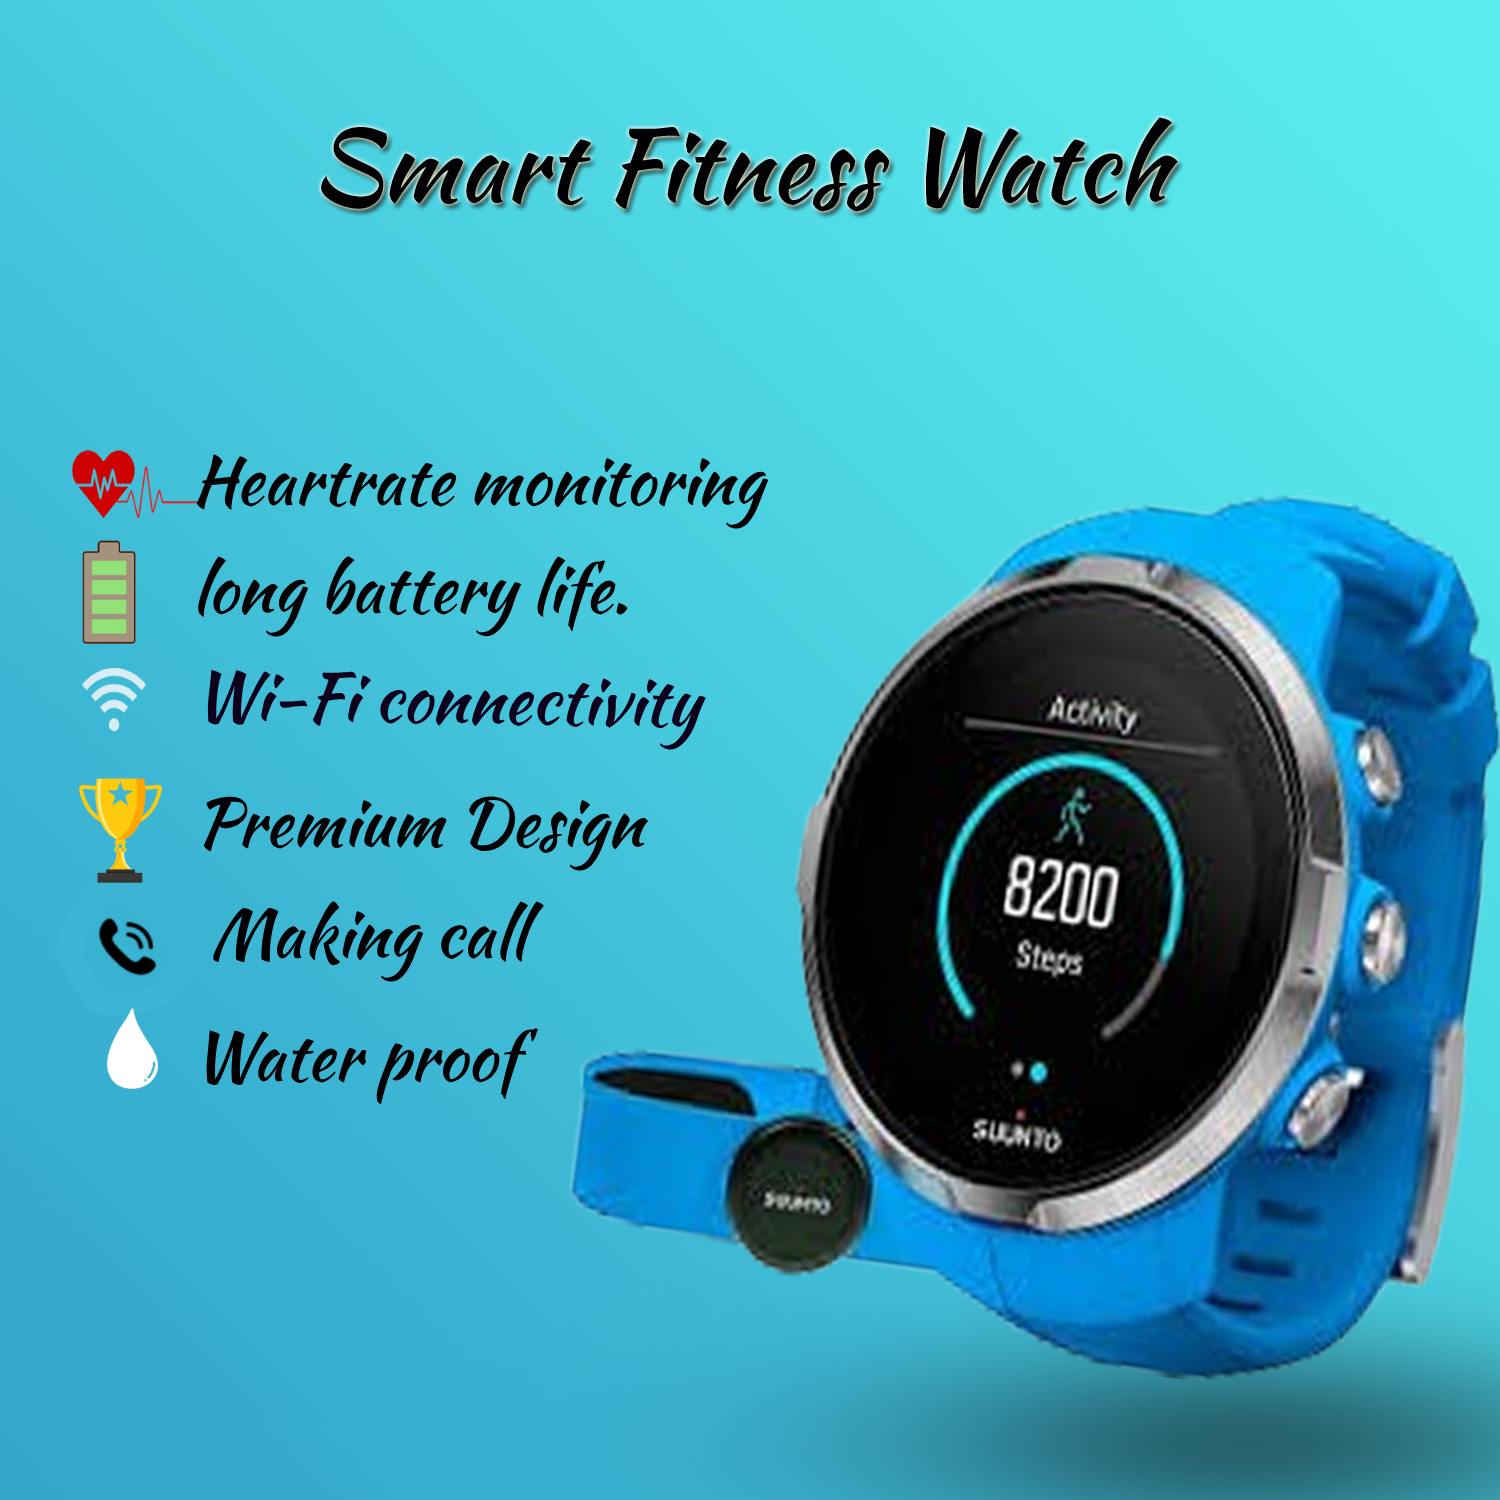 Smart Fitness Watch
Heartrate monitoring
long battery life.
Wi-Fi connectivity
Premium Design
Making call
Water proof
Activity
8200
Steps
SUUNTO
SUUNTO